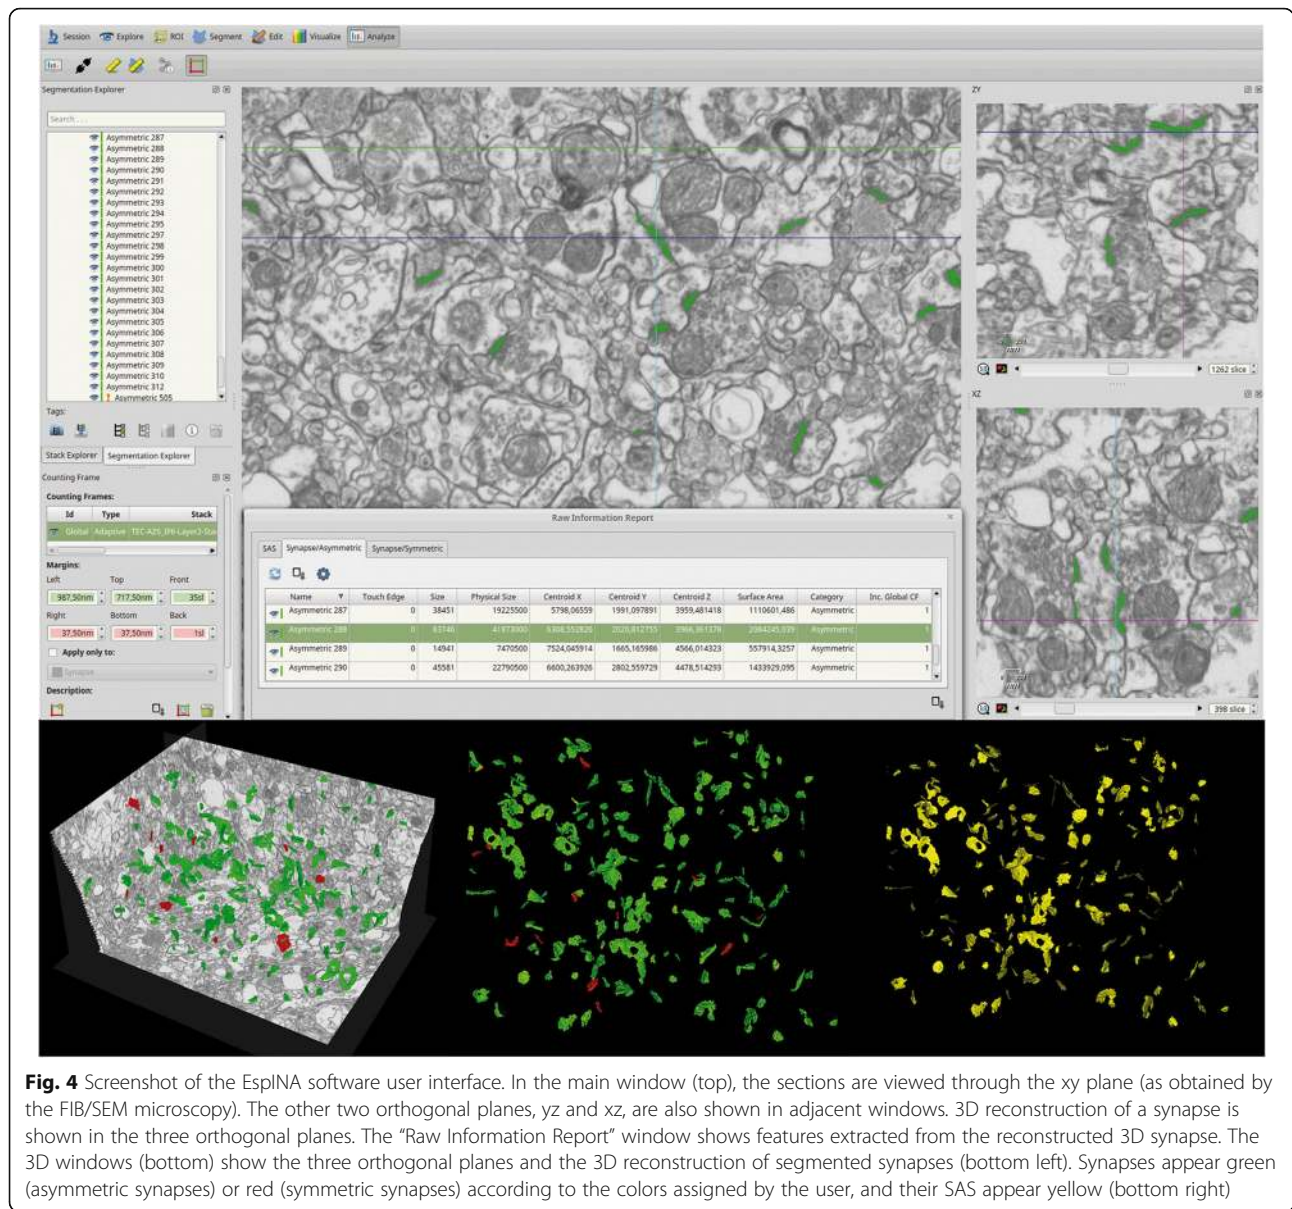 Session Explore ROI Segment Edit Visualize Analyze
Segmentation Explorer
Search . . .
Asymmetric 287
Asymmetric 288
Asymmetric 289
Asymmetric 290
Asymmetric 291
Asymmetric 292
Asymmetric 293
Asymmetric 294
Asymmetric 295
Asymmetric 297
Asymmetric 298
Asymmetric 299
Asymmetric 300
Asymmetric 301
Asymmetric 302
Asymmetric 303
Asymmetric 304
Asymmetric 305
Asymmetric 306
Asymmetric 307
Asymmetric 308
Asymmetric 309
Asymmetric 310
Asymmetric 312
Asymmetric 505
Tags:
Stack Explorer Segmentation Explorer
Counting Frame
Counting Frames:
Id Type Stack
Global Adaptive
Margins:
Left Top Front
987,50nm 717,50nm 35sl
Right Bottom Back
37,50nm 37,50nm 1sl
Apply only to:
Synapse
Description:
ZY
1262 slice
XZ
398 slice
Raw Information Report
SAS Synapse/Asymmetric Synapse/Symmetric
Name Touch Edge Size Physical Size Centroid X Centroid Y Centroid Z Surface Area Category Inc. Global CF
Asymmetric 287 0 38451 19225500 5798,06559 1991,097891 3959,481418 1110601,486 Asymmetric 1
Asymmetric 288 0 Asymmetric 1
Asymmetric 289 0 14941 7470500 7524,045914 1665,165986 4566,014323 557914,3257 Asymmetric 1
Asymmetric 290 0 45581 22790500 6600,263926 2802,559729 4478,514293 1433929,095 Asymmetric 1
Fig. 4 Screenshot of the EspINA software user interface. In the main window (top), the sections are viewed through the xy plane (as obtained by
the FIB/SEM microscopy). The other two orthogonal planes, yz and xz, are also shown in adjacent windows. 3D reconstruction of a synapse is
shown in the three orthogonal planes. The “Raw Information Report” window shows features extracted from the reconstructed 3D synapse. The
3D windows (bottom) show the three orthogonal planes and the 3D reconstruction of segmented synapses (bottom left). Synapses appear green
(asymmetric synapses) or red (symmetric synapses) according to the colors assigned by the user, and their SAS appear yellow (bottom right)